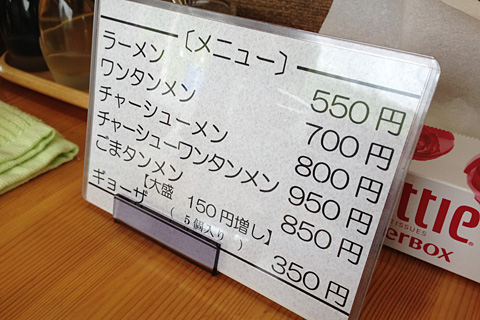 〔メニュー〕
ラーメン 550円
ワンタンメン 700円
チャーシューメン 800円
チャーシューワンタンメン 950円
ごまタンメン 850円
【大盛 150円増し】
ギョーザ (5個入り) 350円
ttie
TISSUES
erBOX